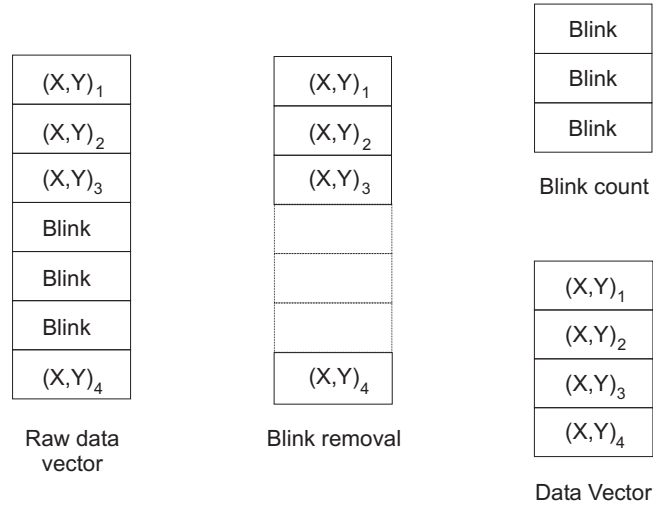 (X,Y)₁
(X,Y)₂
(X,Y)₃
Blink
Blink
Blink
(X,Y)₄
Raw data
vector
(X,Y)₁
(X,Y)₂
(X,Y)₃
(X,Y)₄
Blink removal
Blink
Blink
Blink
Blink count
(X,Y)₁
(X,Y)₂
(X,Y)₃
(X,Y)₄
Data Vector